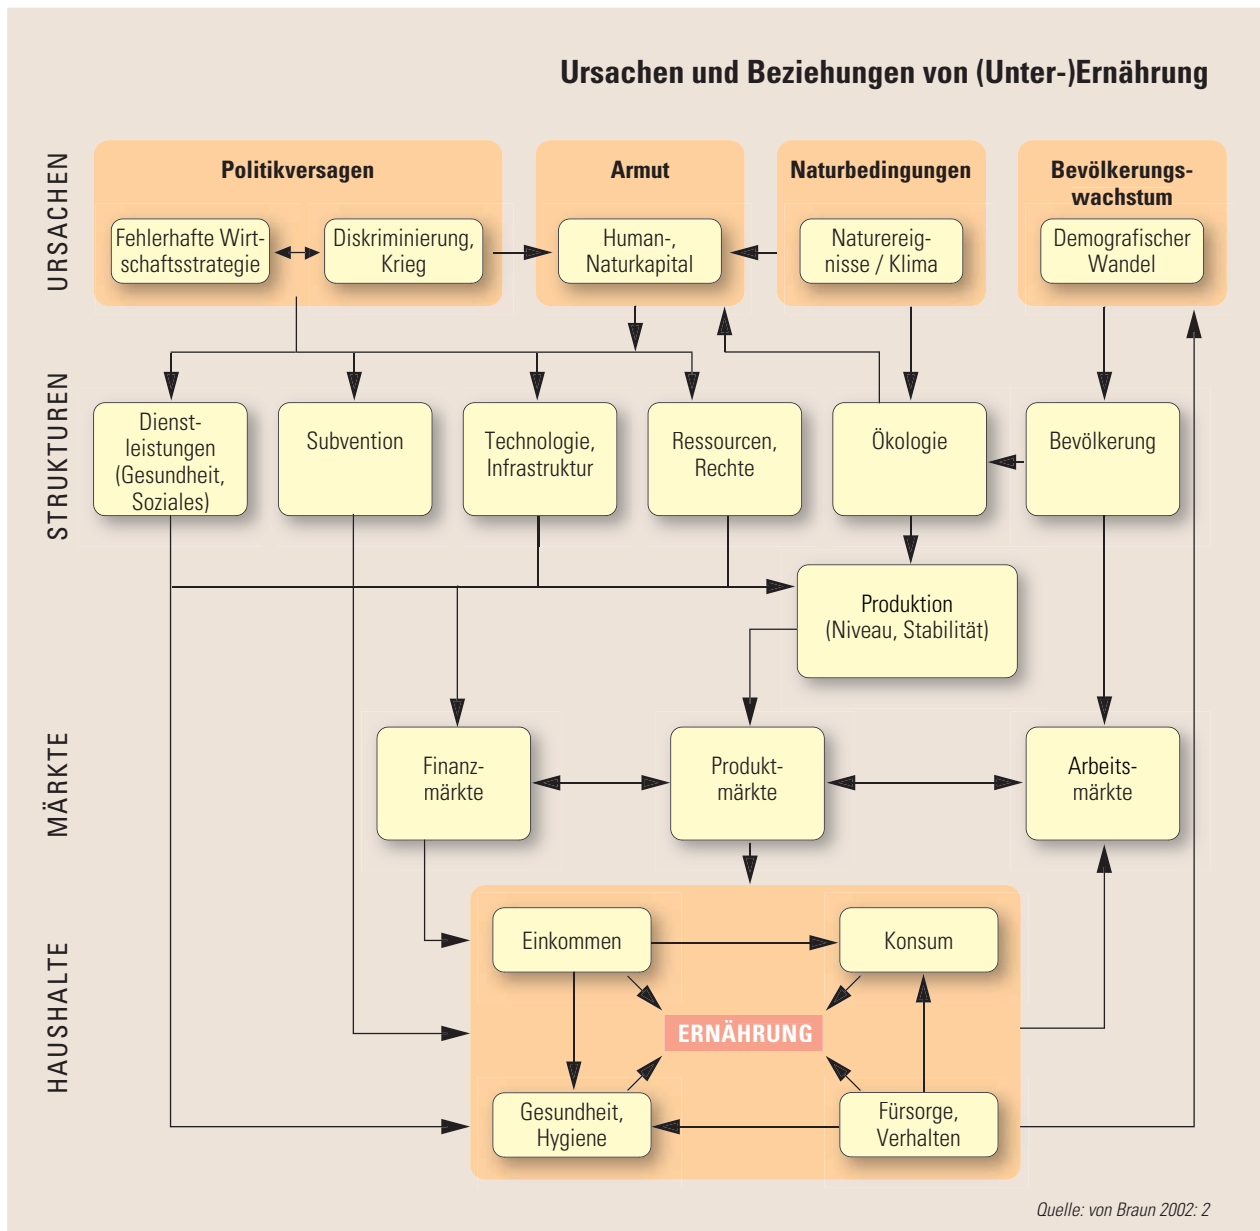 Ursachen und Beziehungen von (Unter-)Ernährung
URSACHEN
Politikversagen
Fehlerhafte Wirt-
schaftsstrategie
Diskriminierung,
Krieg
Armut
Human-,
Naturkapital
Naturbedingungen
Naturereig-
nisse / Klima
Bevölkerungs-
wachstum
Demografischer
Wandel
STRUKTUREN
Dienst-
leistungen
(Gesundheit,
Soziales)
Subvention
Technologie,
Infrastruktur
Ressourcen,
Rechte
Ökologie
Bevölkerung
Produktion
(Niveau, Stabilität)
MÄRKTE
Finanz-
märkte
Produkt-
märkte
Arbeits-
märkte
HAUSHALTE
Einkommen
Konsum
ERNÄHRUNG
Gesundheit,
Hygiene
Fürsorge,
Verhalten
Quelle: von Braun 2002: 2